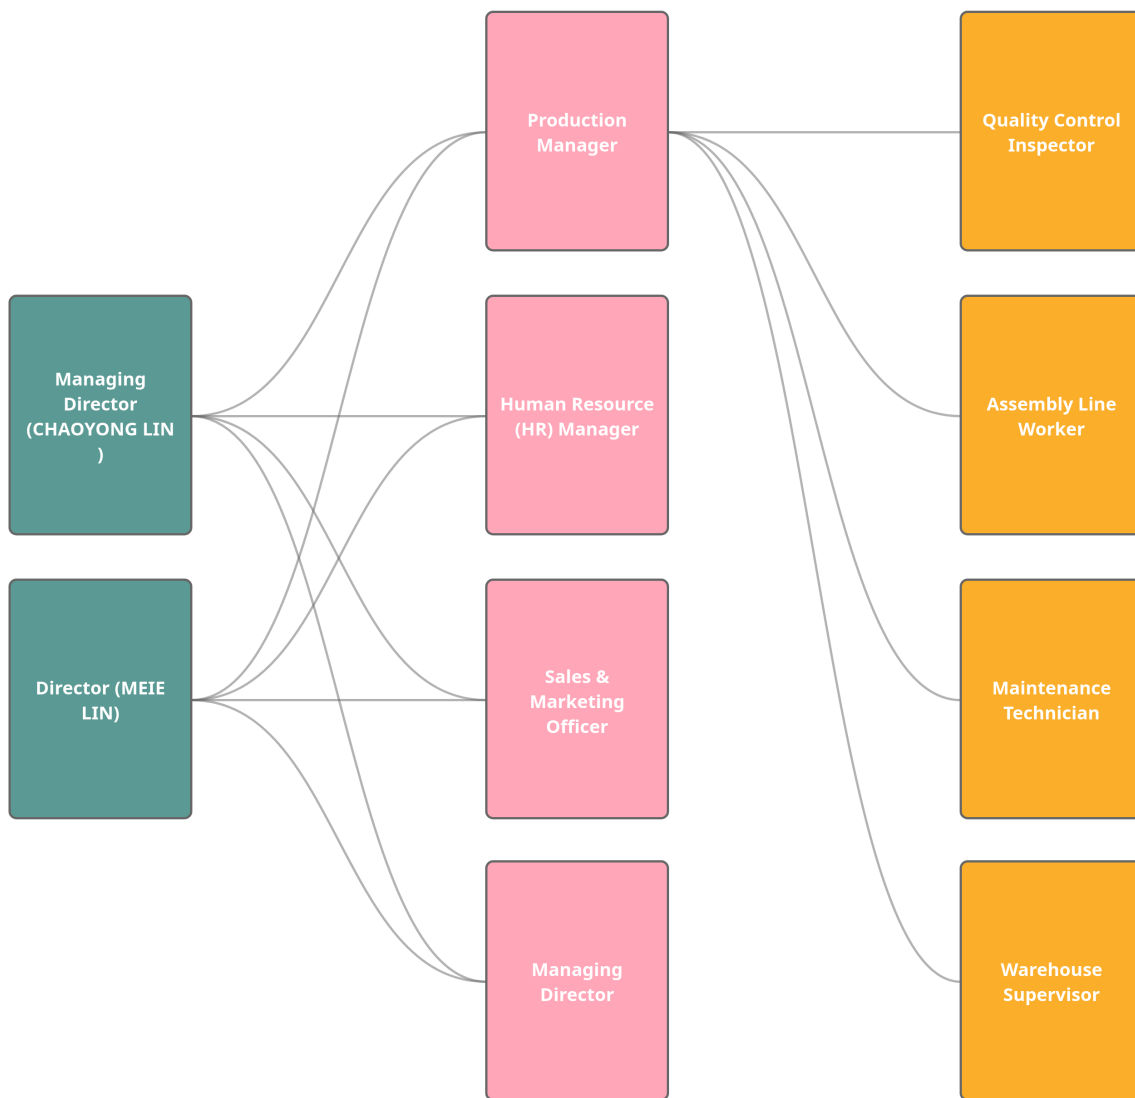 Production
Manager
Quality Control
Inspector
Managing
Director
(CHAOYONG LIN
)
Human Resource
(HR) Manager
Assembly Line
Worker
Director (MEIE
LIN)
Sales &
Marketing
Officer
Maintenance
Technician
Managing
Director
Warehouse
Supervisor